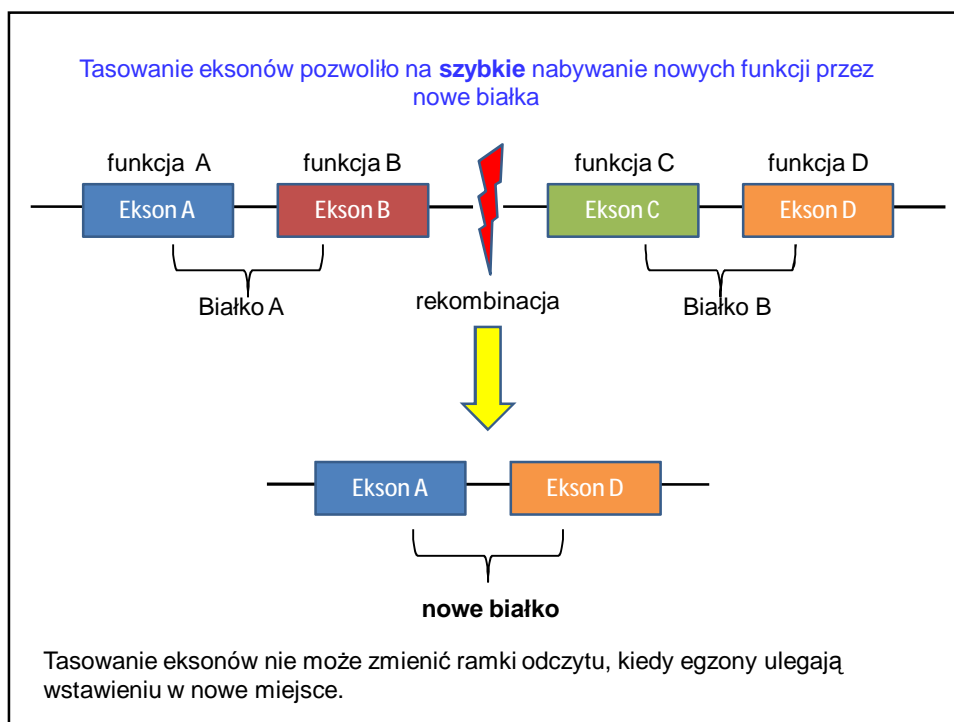 Tasowanie eksonów pozwoliło na szybkie nabywanie nowych funkcji przez
nowe białka
funkcja A funkcja B funkcja C funkcja D
Ekson A Ekson B Ekson C Ekson D
Białko A rekombinacja Białko B
Ekson A Ekson D
nowe białko
Tasowanie eksonów nie może zmienić ramki odczytu, kiedy egzony ulegają
wstawieniu w nowe miejsce.